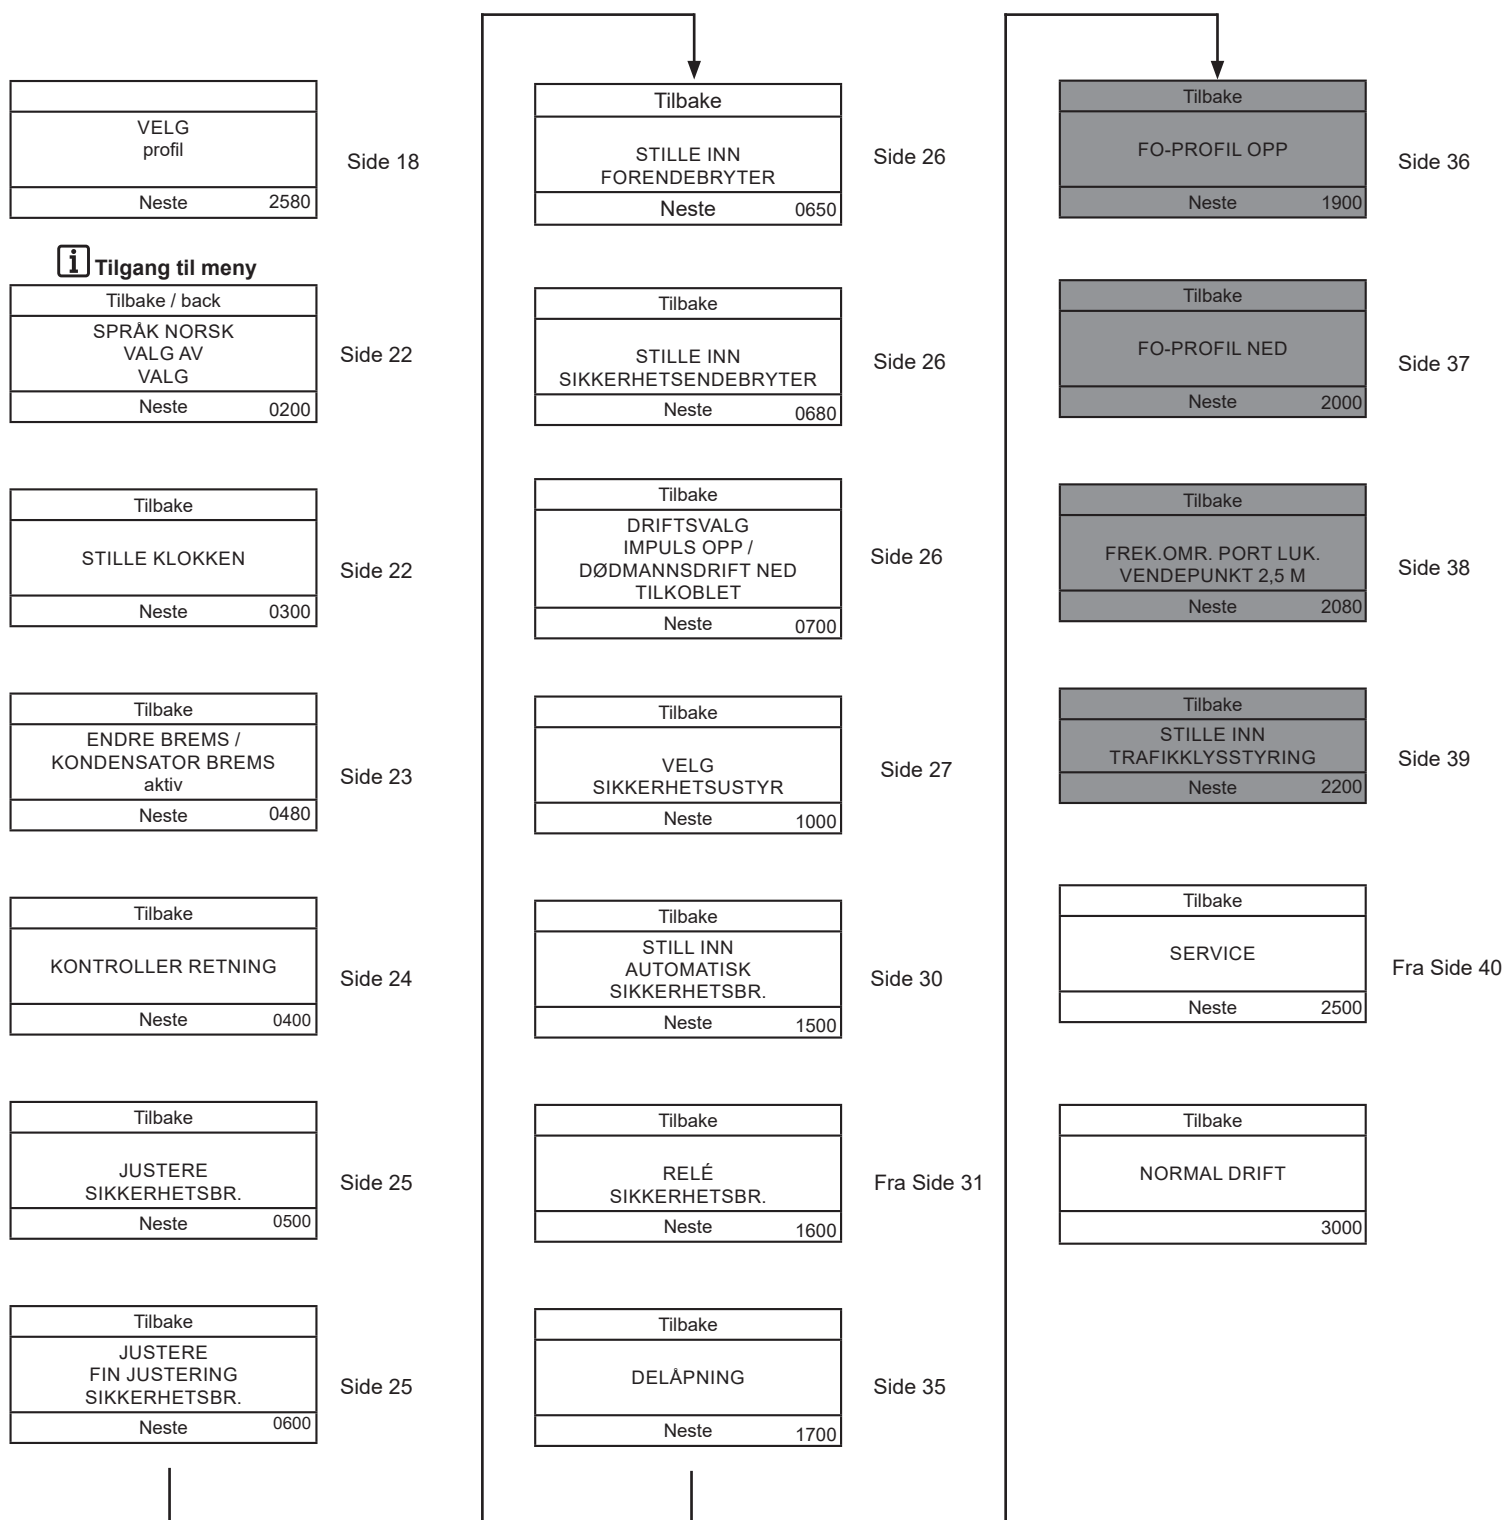 VELG
profil
Neste 2580
Side 18
i Tilgang til meny
Tilbake / back
SPRÅK NORSK
VALG AV
VALG
Neste 0200
Side 22
Tilbake
STILLE KLOKKEN
Neste 0300
Side 22
Tilbake
ENDRE BREMS /
KONDENSATOR BREMS
aktiv
Neste 0480
Side 23
Tilbake
KONTROLLER RETNING
Neste 0400
Side 24
Tilbake
JUSTERE
SIKKERHETSBR.
Neste 0500
Side 25
Tilbake
JUSTERE
FIN JUSTERING
SIKKERHETSBR.
Neste 0600
Side 25
Tilbake
STILLE INN
FORENDEBRYTER
Neste 0650
Side 26
Tilbake
STILLE INN
SIKKERHETSENDEBRYTER
Neste 0680
Side 26
Tilbake
DRIFTSVALG
IMPULS OPP /
DØDMANNSDRIFT NED
TILKOBLET
Neste 0700
Side 26
Tilbake
VELG
SIKKERHETSUSTYR
Neste 1000
Side 27
Tilbake
STILL INN
AUTOMATISK
SIKKERHETSBR.
Neste 1500
Side 30
Tilbake
RELÉ
SIKKERHETSBR.
Neste 1600
Fra Side 31
Tilbake
DELÅPNING
Neste 1700
Side 35
Tilbake
FO-PROFIL OPP
Neste 1900
Side 36
Tilbake
FO-PROFIL NED
Neste 2000
Side 37
Tilbake
FREK.OMR. PORT LUK.
VENDEPUNKT 2,5 M
Neste 2080
Side 38
Tilbake
STILLE INN
TRAFIKKLYSSTYRING
Neste 2200
Side 39
Tilbake
SERVICE
Neste 2500
Fra Side 40
Tilbake
NORMAL DRIFT
3000